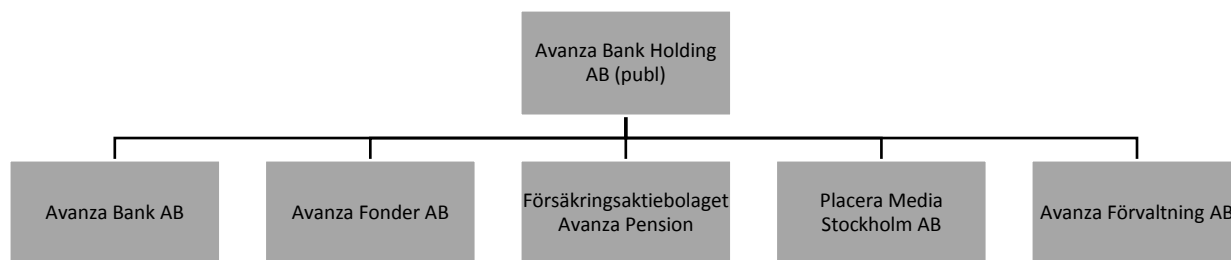 Avanza Bank Holding
AB (publ)
Avanza Bank AB
Avanza Fonder AB
Försäkringsaktiebolaget
Avanza Pension
Placera Media
Stockholm AB
Avanza Förvaltning AB